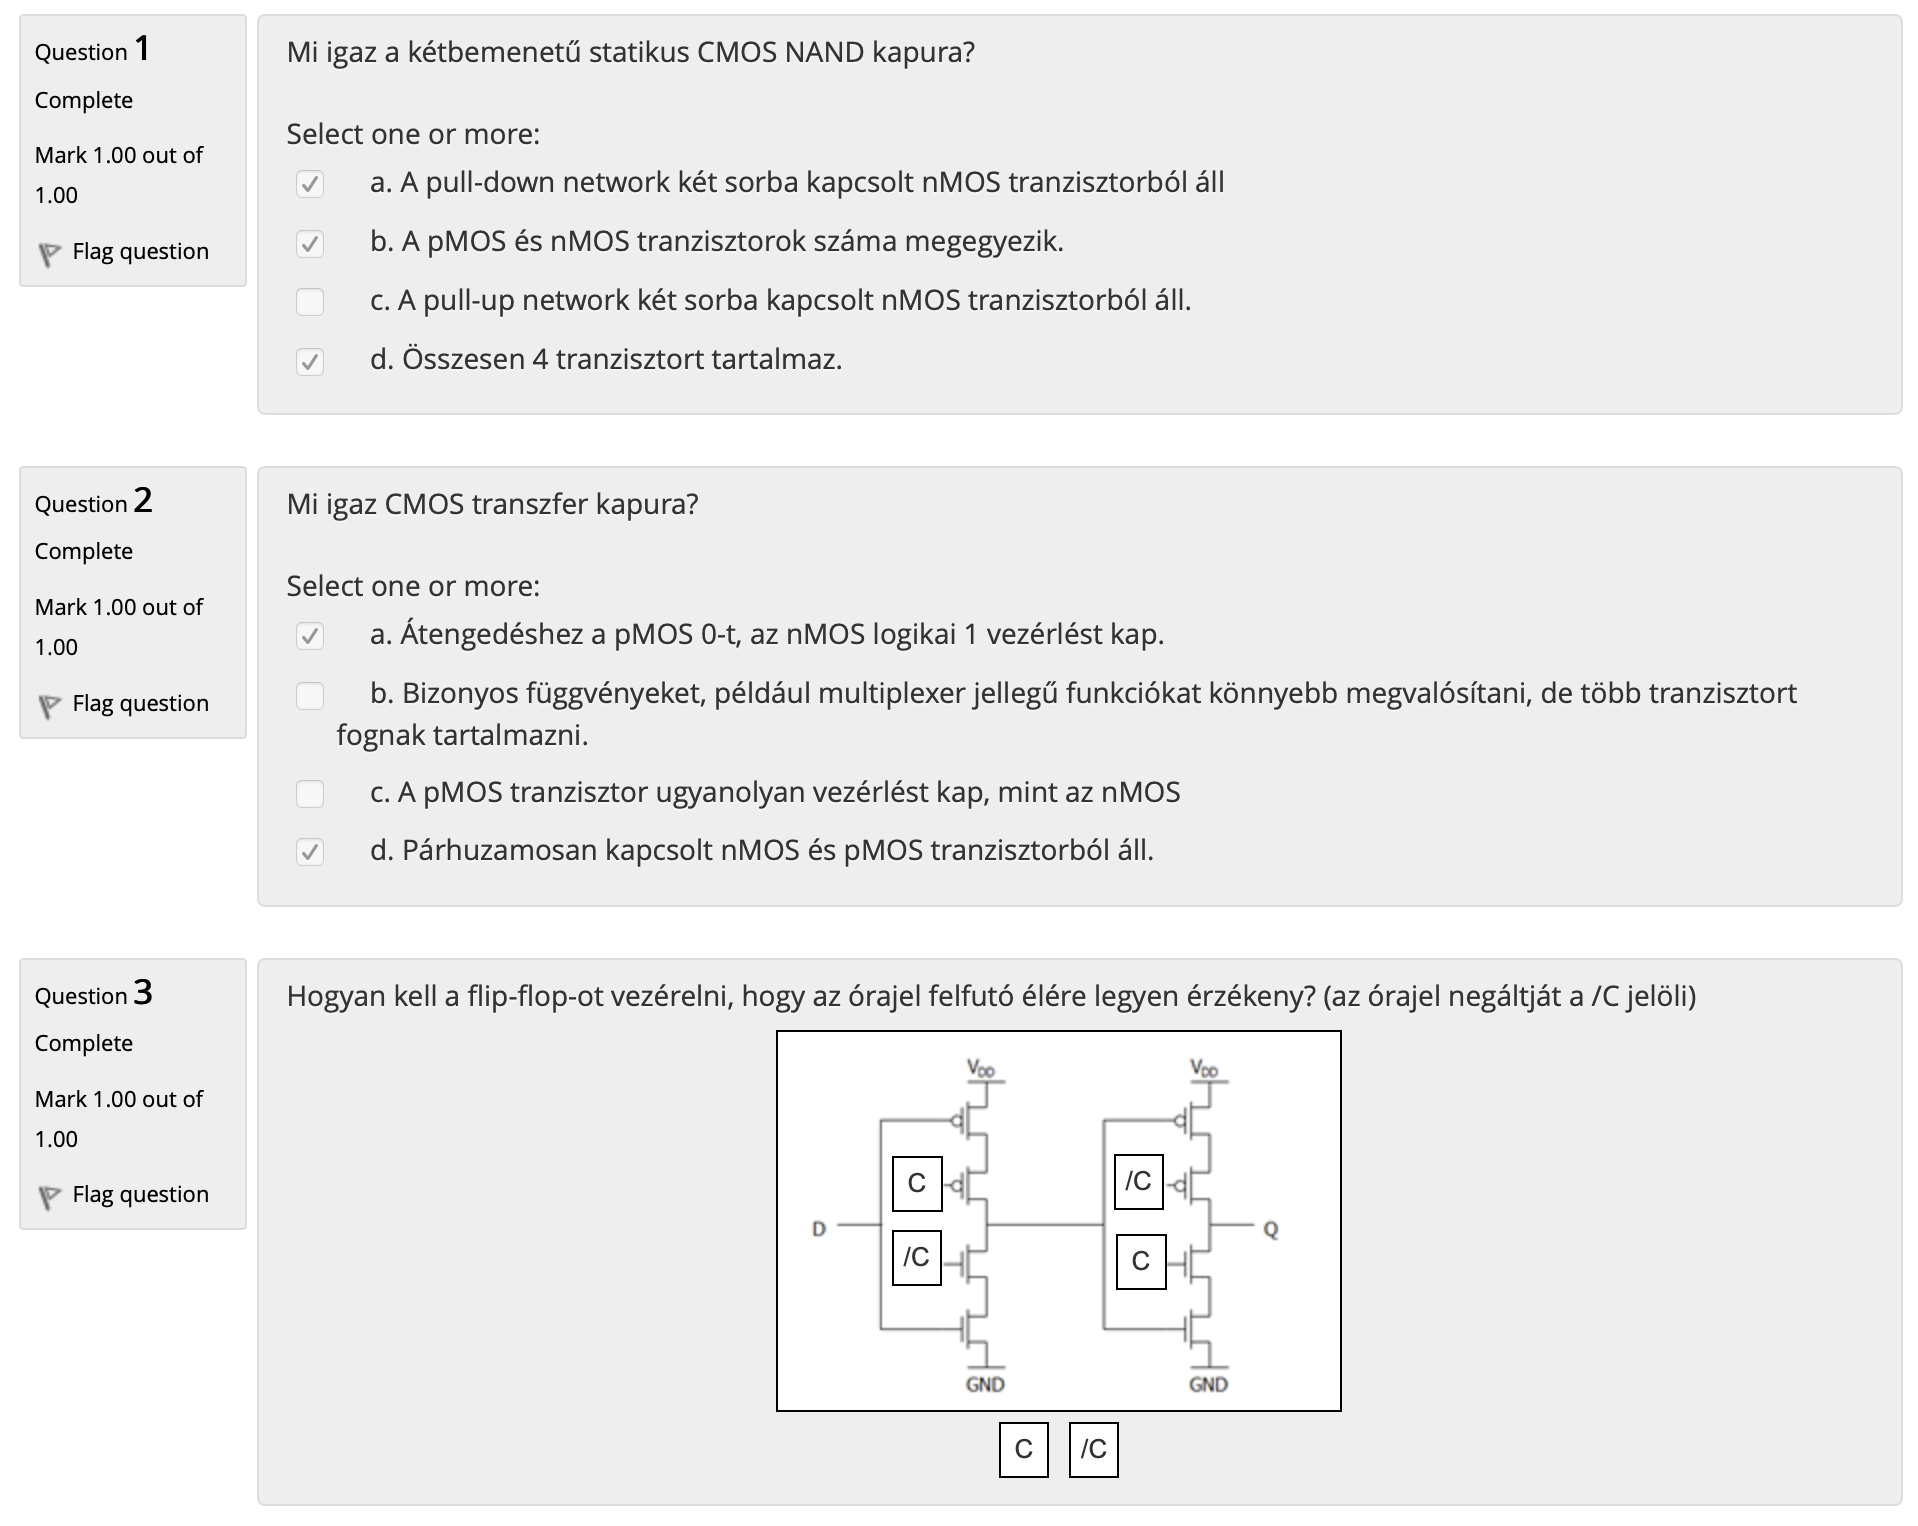 Question 1
Complete
Mark 1.00 out of
1.00
Flag question
Mi igaz a kétbemenetű statikus CMOS NAND kapura?
Select one or more:
a. A pull-down network két sorba kapcsolt nMOS tranzisztorból áll
b. A pMOS és nMOS tranzisztorok száma megegyezik.
c. A pull-up network két sorba kapcsolt nMOS tranzisztorból áll.
d. Összesen 4 tranzisztort tartalmaz.
Question 2
Complete
Mark 1.00 out of
1.00
Flag question
Mi igaz CMOS transzfer kapura?
Select one or more:
a. Átengedéshez a pMOS 0-t, az nMOS logikai 1 vezérlést kap.
b. Bizonyos függvényeket, például multiplexer jellegű funkciókat könnyebb megvalósítani, de több tranzisztort
fognak tartalmazni.
c. A pMOS tranzisztor ugyanolyan vezérlést kap, mint az nMOS
d. Párhuzamosan kapcsolt nMOS és pMOS tranzisztorból áll.
Question 3
Complete
Mark 1.00 out of
1.00
Flag question
Hogyan kell a flip-flop-ot vezérelni, hogy az órajel felfutó élére legyen érzékeny? (az órajel negáltját a /C jelöli)
VDD VDD
C /C
D Q
/C C
GND GND
C /C